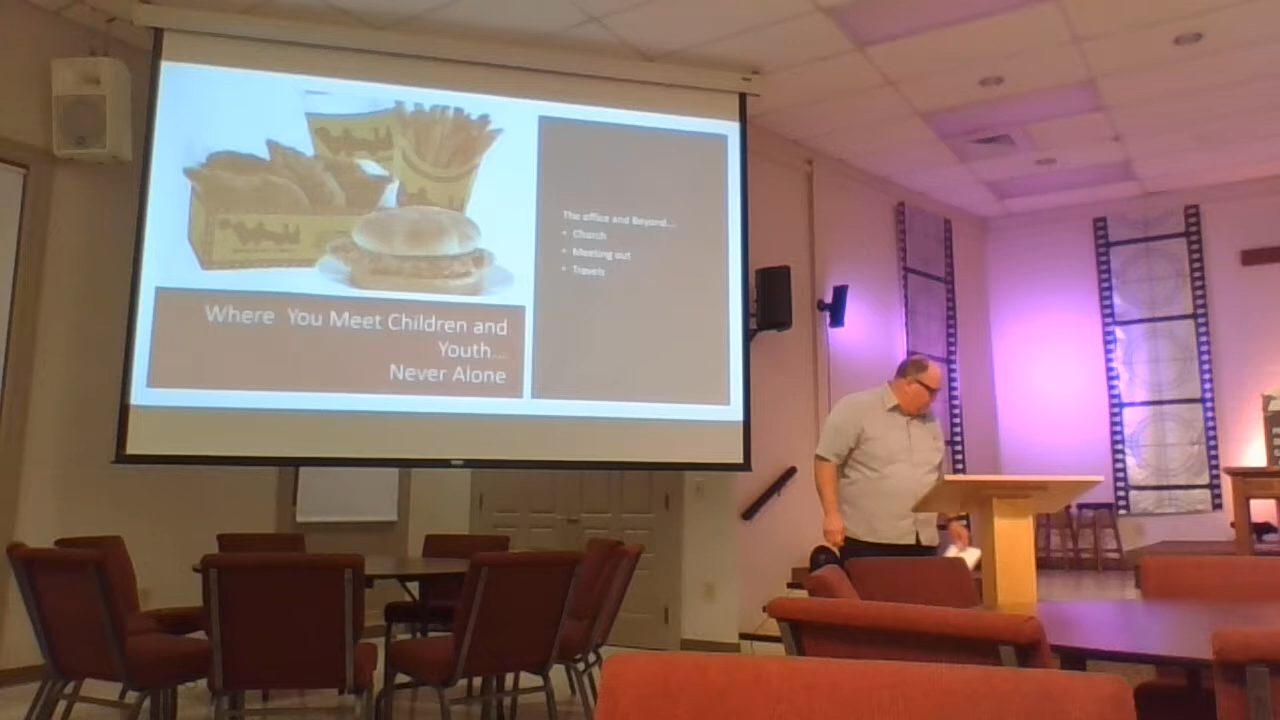 Where You Meet Children and
Youth...
Never Alone
The office and Beyond...
• Church
• Meeting out
• Travels